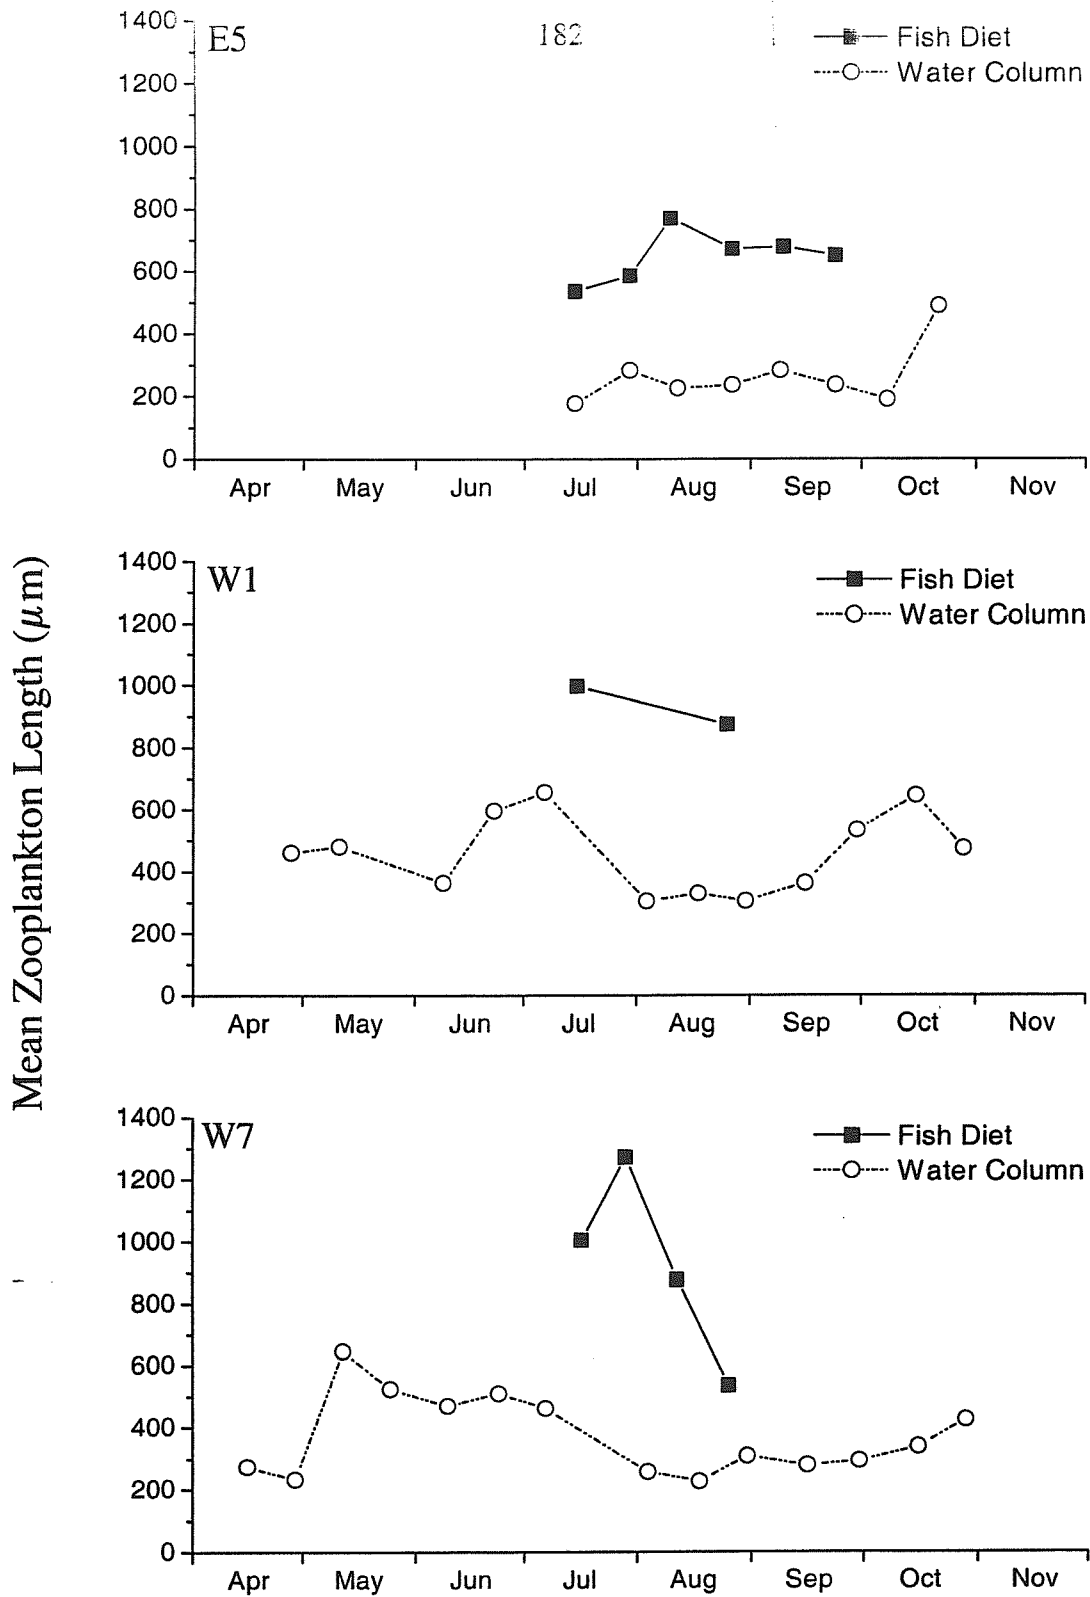 1400
E5
182
Fish Diet
1200
Water Column
1000
800
600
400
200
0
Apr May Jun Jul Aug Sep Oct Nov
Mean Zooplankton Length (μm)
1400
W1
Fish Diet
1200
Water Column
1000
800
600
400
200
0
Apr May Jun Jul Aug Sep Oct Nov
1400
W7
Fish Diet
1200
Water Column
1000
800
600
400
200
0
Apr May Jun Jul Aug Sep Oct Nov